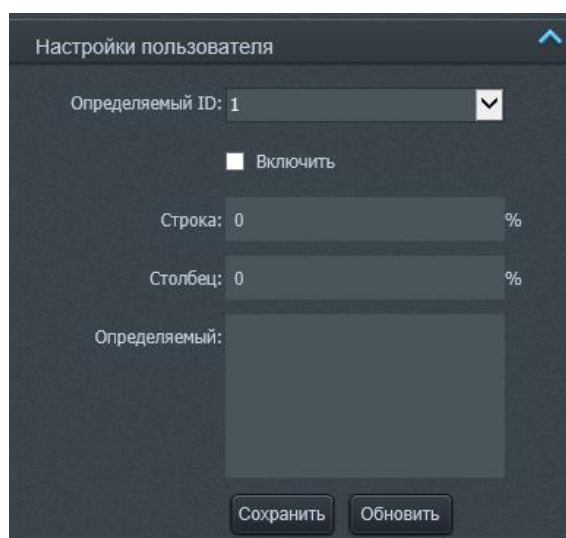 Настройки пользователя
Определяемый ID: 1
Включить
Строка: 0 %
Столбец: 0 %
Определяемый:
Сохранить Обновить